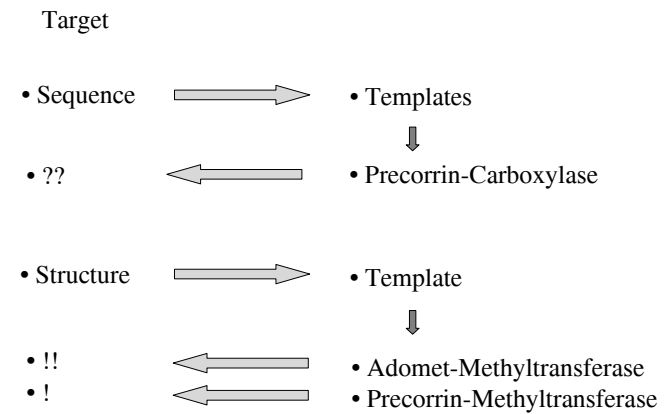 Target
• Sequence
• Templates
• ??
• Precorrin-Carboxylase
• Structure
• Template
• !!
• Adomet-Methyltransferase
• !
• Precorrin-Methyltransferase